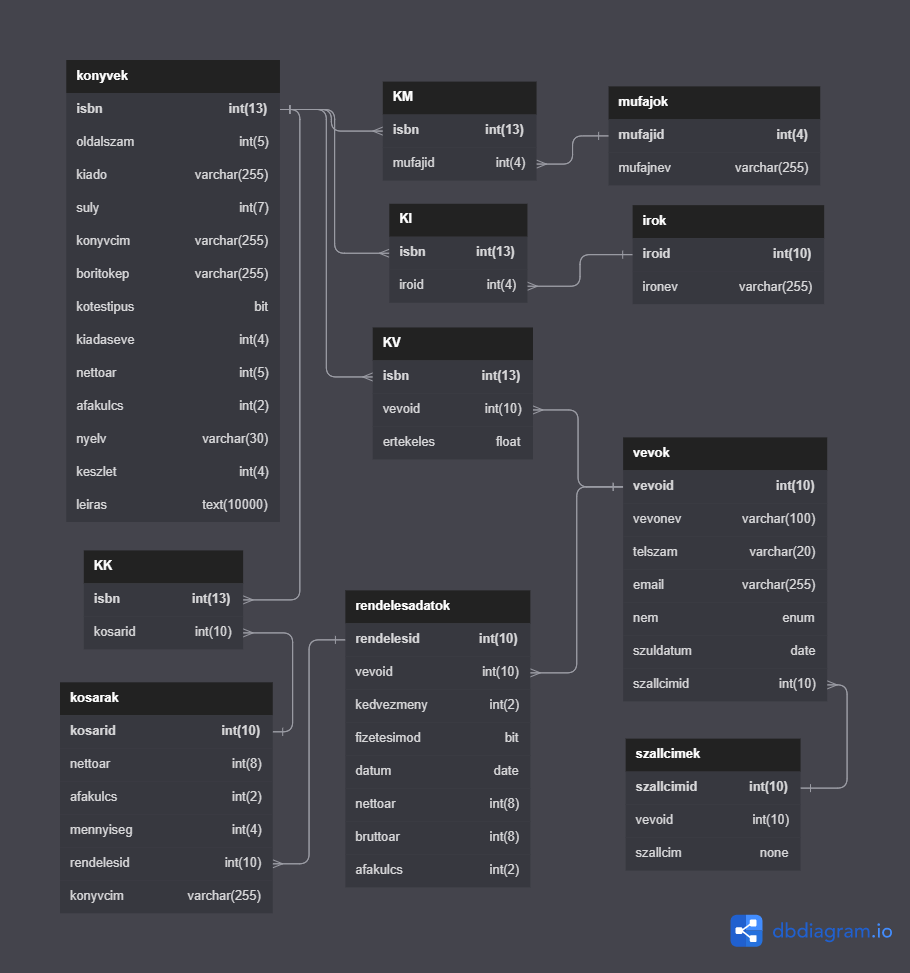 konyvek
isbn int(13)
oldalszam int(5)
kiado varchar(255)
suly int(7)
konyvcim varchar(255)
boritokep varchar(255)
kotestipus bit
kiadaseve int(4)
nettoar int(5)
afakulcs int(2)
nyelv varchar(30)
keszlet int(4)
leiras text(10000)
KM
isbn int(13)
mufajid int(4)
mufajok
mufajid int(4)
mufajnev varchar(255)
KI
isbn int(13)
iroid int(4)
irok
iroid int(10)
ironev varchar(255)
KV
isbn int(13)
vevoid int(10)
ertekeles float
vevok
vevoid int(10)
vevonev varchar(100)
telszam varchar(20)
email varchar(255)
nem enum
szuldatum date
szallcimid int(10)
KK
isbn int(13)
kosarid int(10)
rendelesadatok
rendelesid int(10)
vevoid int(10)
kedvezmeny int(2)
fizetesimod bit
datum date
nettoar int(8)
bruttoar int(8)
afakulcs int(2)
kosarak
kosarid int(10)
nettoar int(8)
afakulcs int(2)
mennyiseg int(4)
rendelesid int(10)
konyvcim varchar(255)
szallcimek
szallcimid int(10)
vevoid int(10)
szallcim none
dbdiagram.io